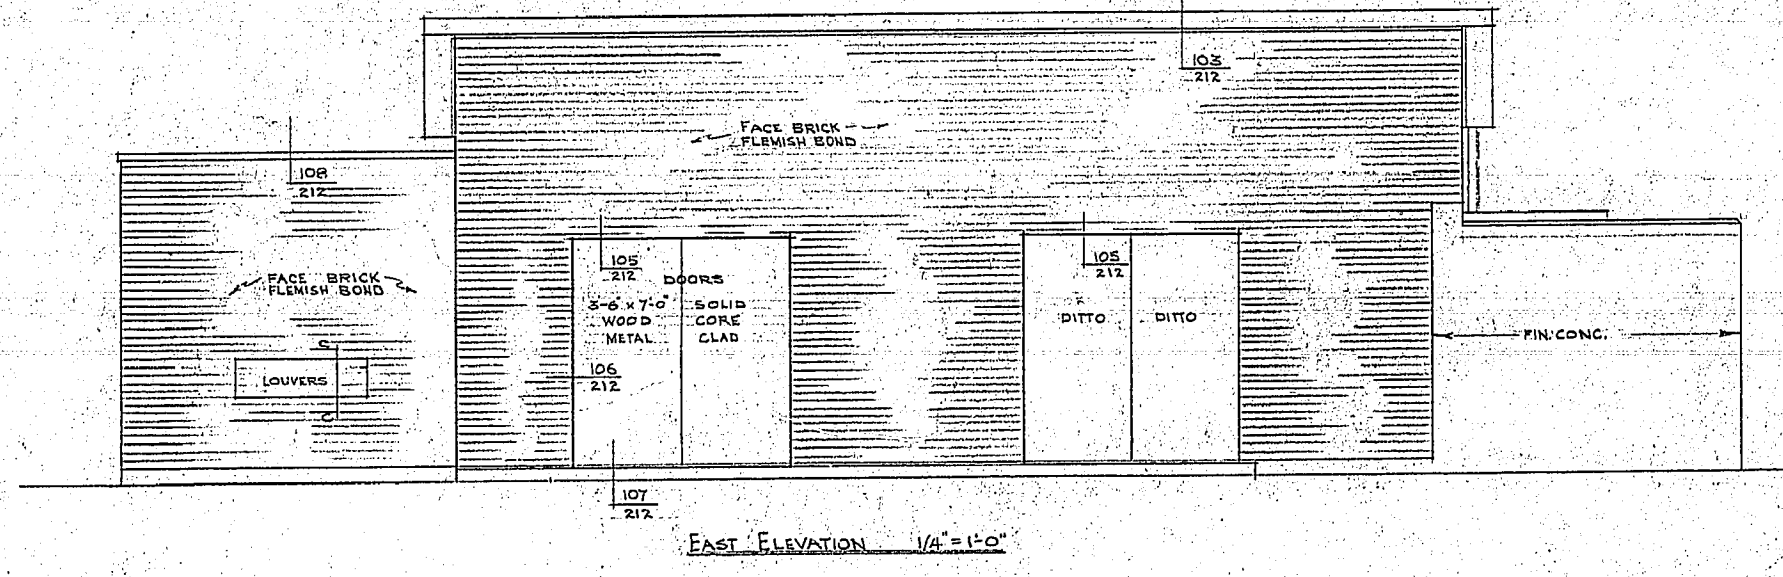 103
212
FACE BRICK
FLEMISH BOND
108
212
105
212
DOORS
3-6" x 7-0" SOLID
WOOD CORE
METAL CLAD
105
212
DITTO DITTO
FACE BRICK
FLEMISH BOND
FIN. CONC.
S
LOUVERS
C
106
212
107
212
EAST ELEVATION 1/4"=1'-0"